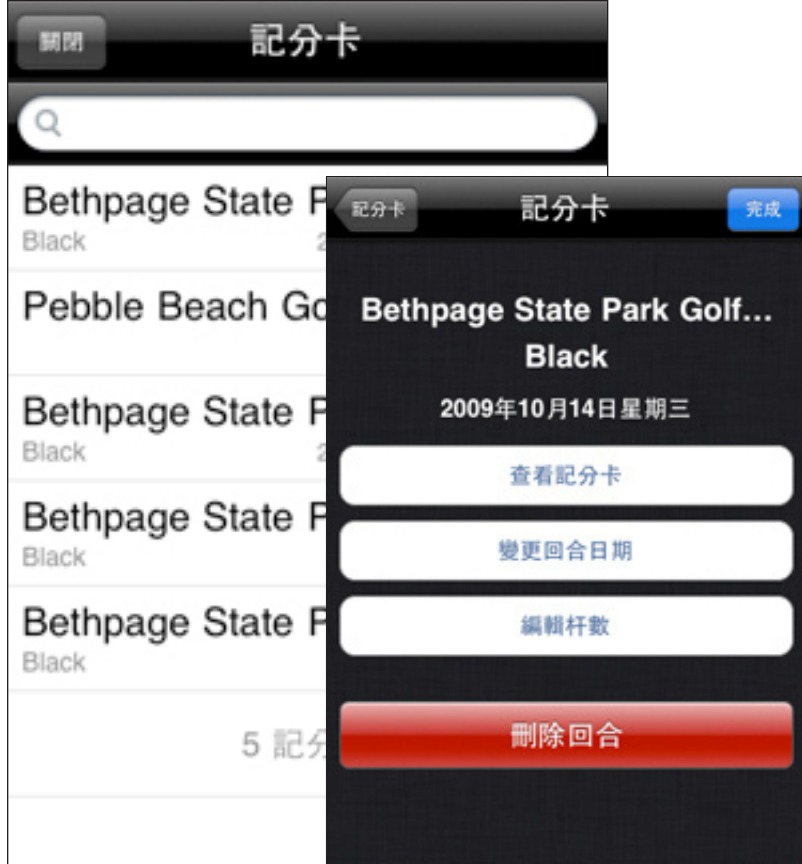 關閉
記分卡
Bethpage State P
Black 2
Pebble Beach Go
Bethpage State P
Black 2
Bethpage State P
Black
Bethpage State P
Black
5 記分
記分卡
記分卡
完成
Bethpage State Park Golf...
Black
2009年10月14日星期三
查看記分卡
變更回合日期
編輯杆數
刪除回合